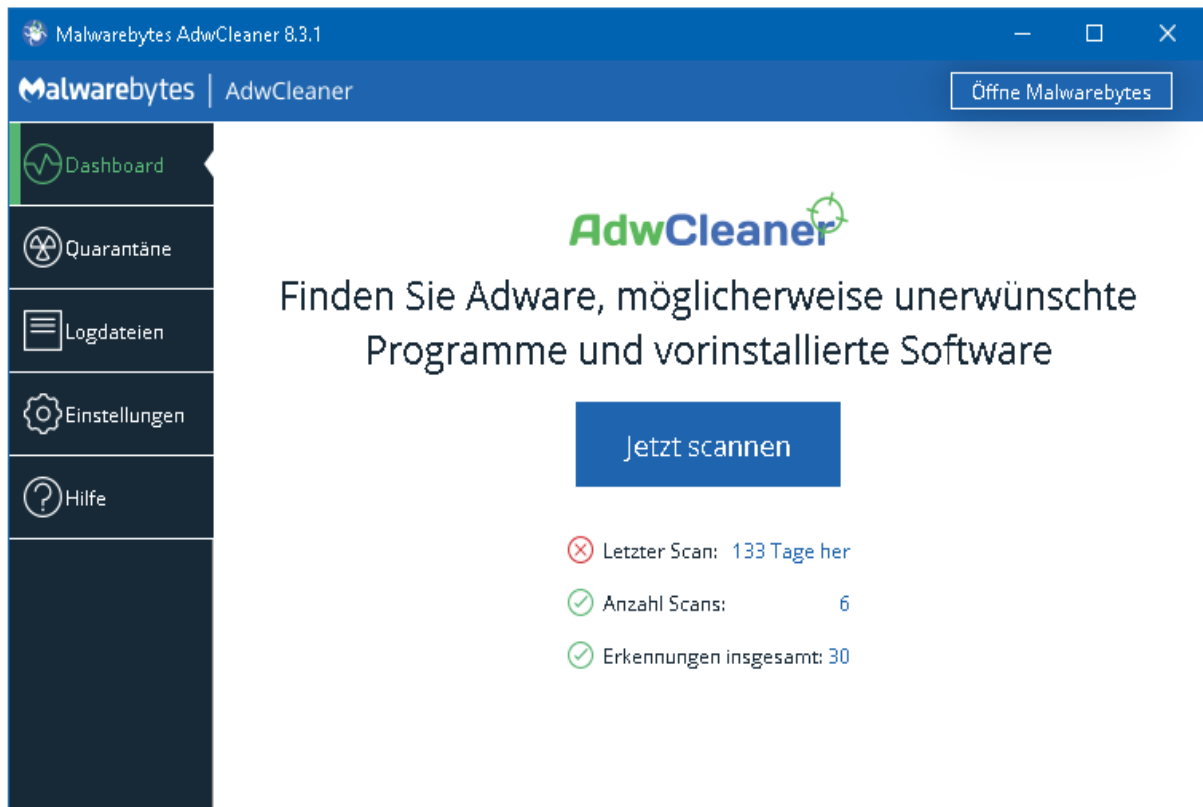 Malwarebytes AdwCleaner 8.3.1
Malwarebytes | AdwCleaner
Öffne Malwarebytes
Dashboard
Quarantäne
Logdateien
Einstellungen
Hilfe
AdwCleaner
Finden Sie Adware, möglicherweise unerwünschte
Programme und vorinstallierte Software
Jetzt scannen
Letzter Scan: 133 Tage her
Anzahl Scans: 6
Erkennungen insgesamt: 30